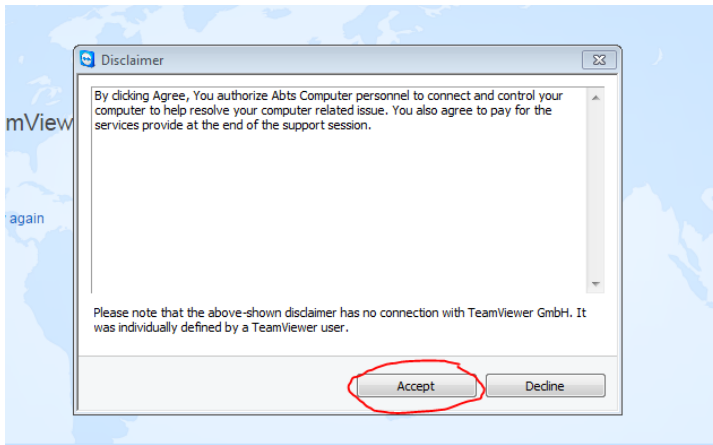 Disclaimer
By clicking Agree, You authorize Abts Computer personnel to connect and control your
computer to help resolve your computer related issue. You also agree to pay for the
services provide at the end of the support session.
mView
again
Please note that the above-shown disclaimer has no connection with TeamViewer GmbH. It
was individually defined by a TeamViewer user.
Accept
Decline